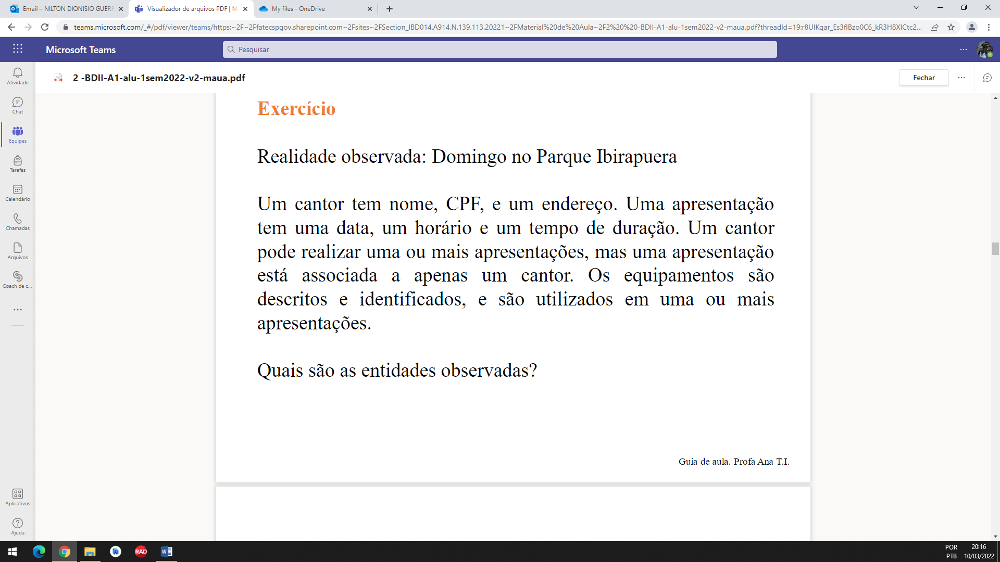 Email – NILTON DIONISIO GUERR
Visualizador de arquivos PDF | M
My files - OneDrive
teams.microsoft.com/_#/pdf/viewer/teams/https:~2F~2Ffatecspgov.sharepoint.com~2Fsites~2FSection_IBD014.A914.N.139.113.20221~2FMaterial%20de%20Aula~2F2%20%20-BDII-A1-alu-1sem2022-v2-maua.pdf?threadId=19:r8UIKqar_Es3flBzo0C6_kR3H8XlCtc2...
Microsoft Teams
Pesquisar
Atividade
Chat
Equipes
Tarefas
Calendário
Chamadas
Arquivos
Coach de c...
Aplicativos
Ajuda
2 -BDII-A1-alu-1sem2022-v2-maua.pdf
Fechar
Exercício
Realidade observada: Domingo no Parque Ibirapuera
Um cantor tem nome, CPF, e um endereço. Uma apresentação
tem uma data, um horário e um tempo de duração. Um cantor
pode realizar uma ou mais apresentações, mas uma apresentação
está associada a apenas um cantor. Os equipamentos são
descritos e identificados, e são utilizados em uma ou mais
apresentações.
Quais são as entidades observadas?
Guia de aula. Profa Ana T.I.
RAD
POR
PTB
20:16
10/03/2022